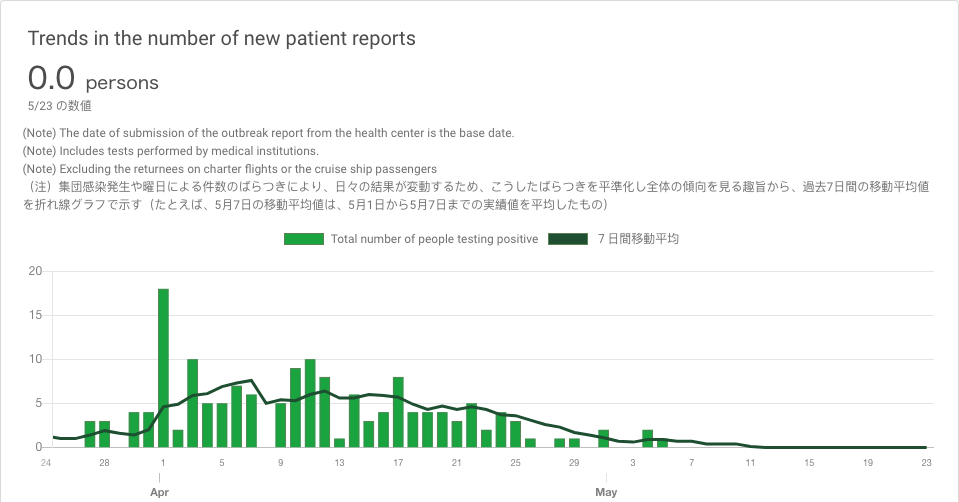 Trends in the number of new patient reports
0.0 persons
5/23 の数値
(Note) The date of submission of the outbreak report from the health center is the base date.
(Note) Includes tests performed by medical institutions.
(Note) Excluding the returnees on charter flights or the cruise ship passengers
（注）集団感染発生や曜日による件数のばらつきにより、日々の結果が変動するため、こうしたばらつきを平準化し全体の傾向を見る趣旨から、過去7日間の移動平均値
を折れ線グラフで示す（たとえば、5月7日の移動平均値は、5月1日から5月7日までの実績値を平均したもの）
Total number of people testing positive 7 日間移動平均
20
15
10
5
0
24 28 1 5 9 13 17 21 25 29 3 7 11 15 19 23
Apr May